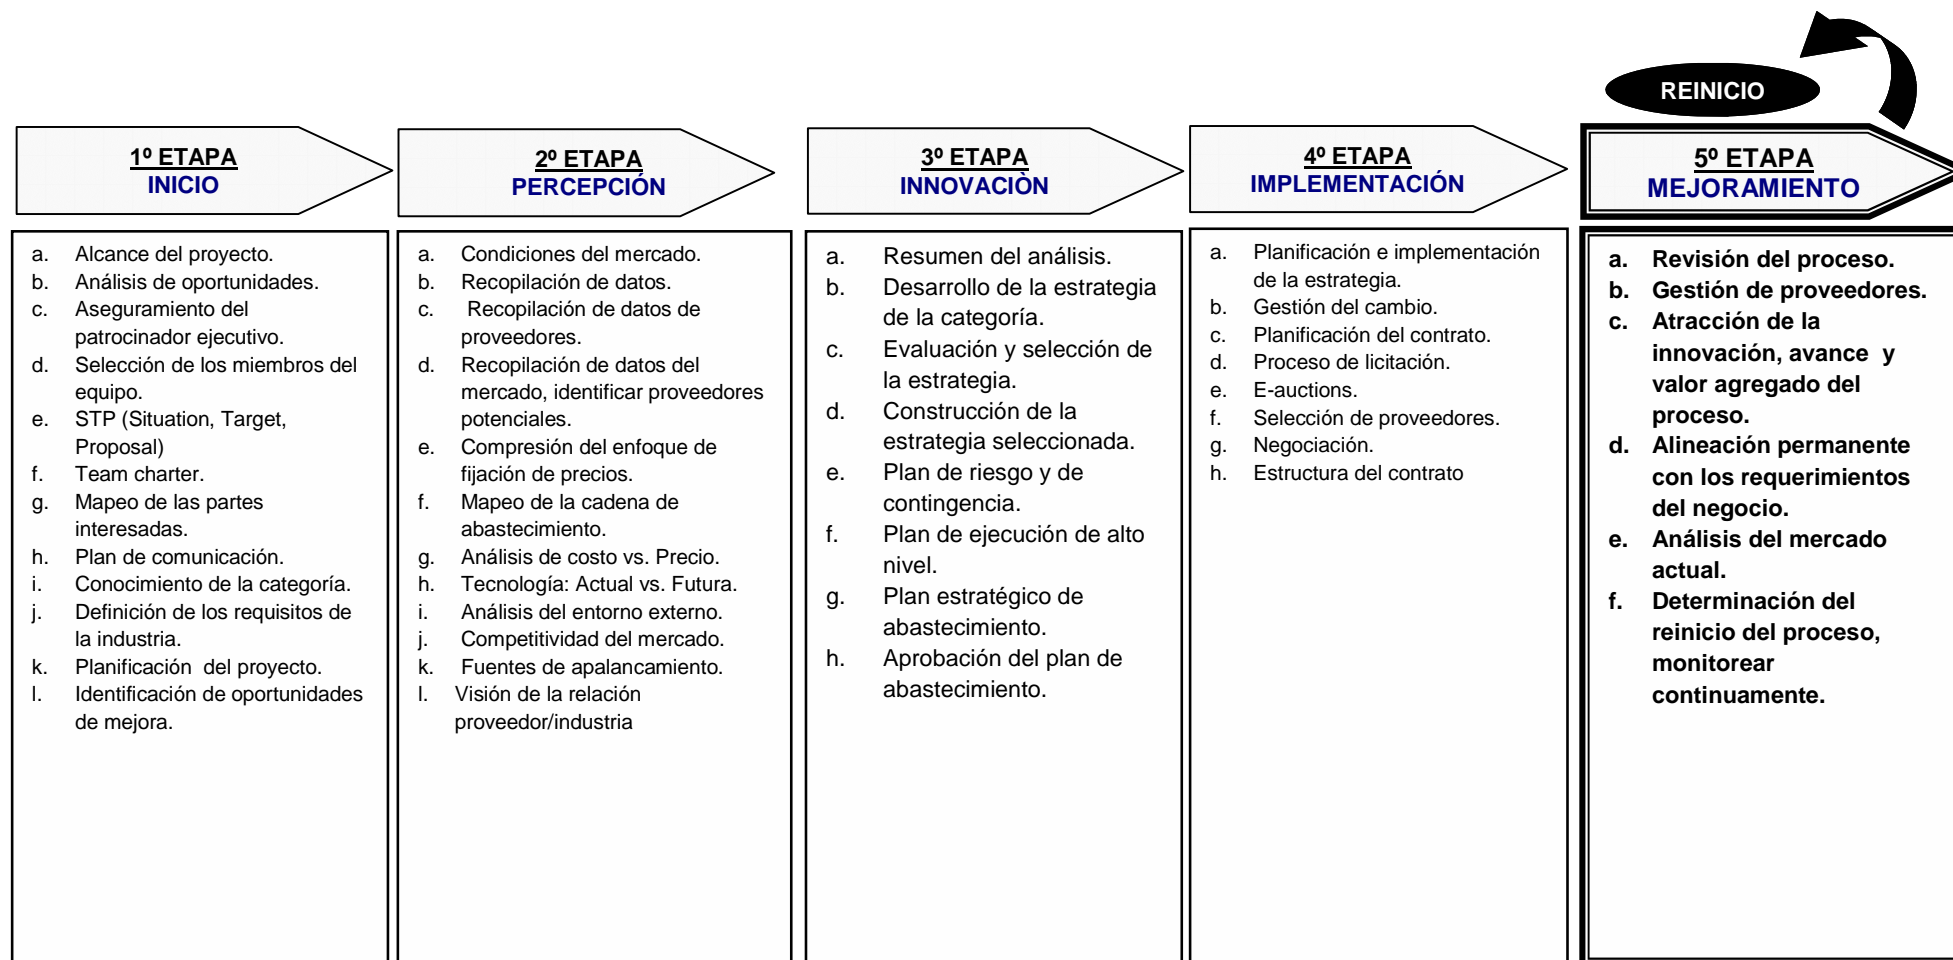 REINICIO
1º ETAPA
INICIO
a. Alcance del proyecto.
b. Análisis de oportunidades.
c. Aseguramiento del
patrocinador ejecutivo.
d. Selección de los miembros del
equipo.
e. STP (Situation, Target,
Proposal)
f. Team charter.
g. Mapeo de las partes
interesadas.
h. Plan de comunicación.
i. Conocimiento de la categoría.
j. Definición de los requisitos de
la industria.
k. Planificación del proyecto.
l. Identificación de oportunidades
de mejora.
2º ETAPA
PERCEPCIÓN
a. Condiciones del mercado.
b. Recopilación de datos.
c. Recopilación de datos de
proveedores.
d. Recopilación de datos del
mercado, identificar proveedores
potenciales.
e. Compresión del enfoque de
fijación de precios.
f. Mapeo de la cadena de
abastecimiento.
g. Análisis de costo vs. Precio.
h. Tecnología: Actual vs. Futura.
i. Análisis del entorno externo.
j. Competitividad del mercado.
k. Fuentes de apalancamiento.
l. Visión de la relación
proveedor/industria
3º ETAPA
INNOVACIÒN
a. Resumen del análisis.
b. Desarrollo de la estrategia
de la categoría.
c. Evaluación y selección de
la estrategia.
d. Construcción de la
estrategia seleccionada.
e. Plan de riesgo y de
contingencia.
f. Plan de ejecución de alto
nivel.
g. Plan estratégico de
abastecimiento.
h. Aprobación del plan de
abastecimiento.
4º ETAPA
IMPLEMENTACIÓN
a. Planificación e implementación
de la estrategia.
b. Gestión del cambio.
c. Planificación del contrato.
d. Proceso de licitación.
e. E-auctions.
f. Selección de proveedores.
g. Negociación.
h. Estructura del contrato
5º ETAPA
MEJORAMIENTO
a. Revisión del proceso.
b. Gestión de proveedores.
c. Atracción de la
innovación, avance y
valor agregado del
proceso.
d. Alineación permanente
con los requerimientos
del negocio.
e. Análisis del mercado
actual.
f. Determinación del
reinicio del proceso,
monitorear
continuamente.